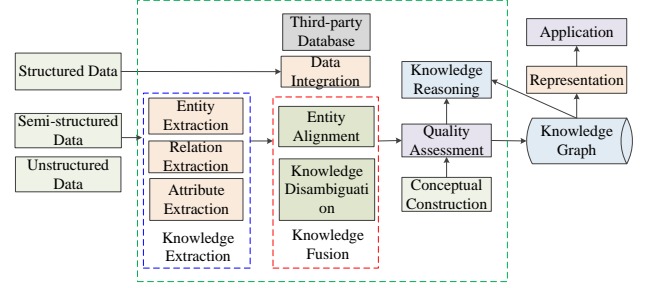 Third-party
Database
Application
Structured Data
Data
Integration
Knowledge
Reasoning
Representation
Semi-structured
Data
Entity
Extraction
Entity
Alignment
Quality
Assessment
Knowledge
Graph
Unstructured
Data
Relation
Extraction
Knowledge
Disambiguati
on
Conceptual
Construction
Attribute
Extraction
Knowledge
Extraction
Knowledge
Fusion